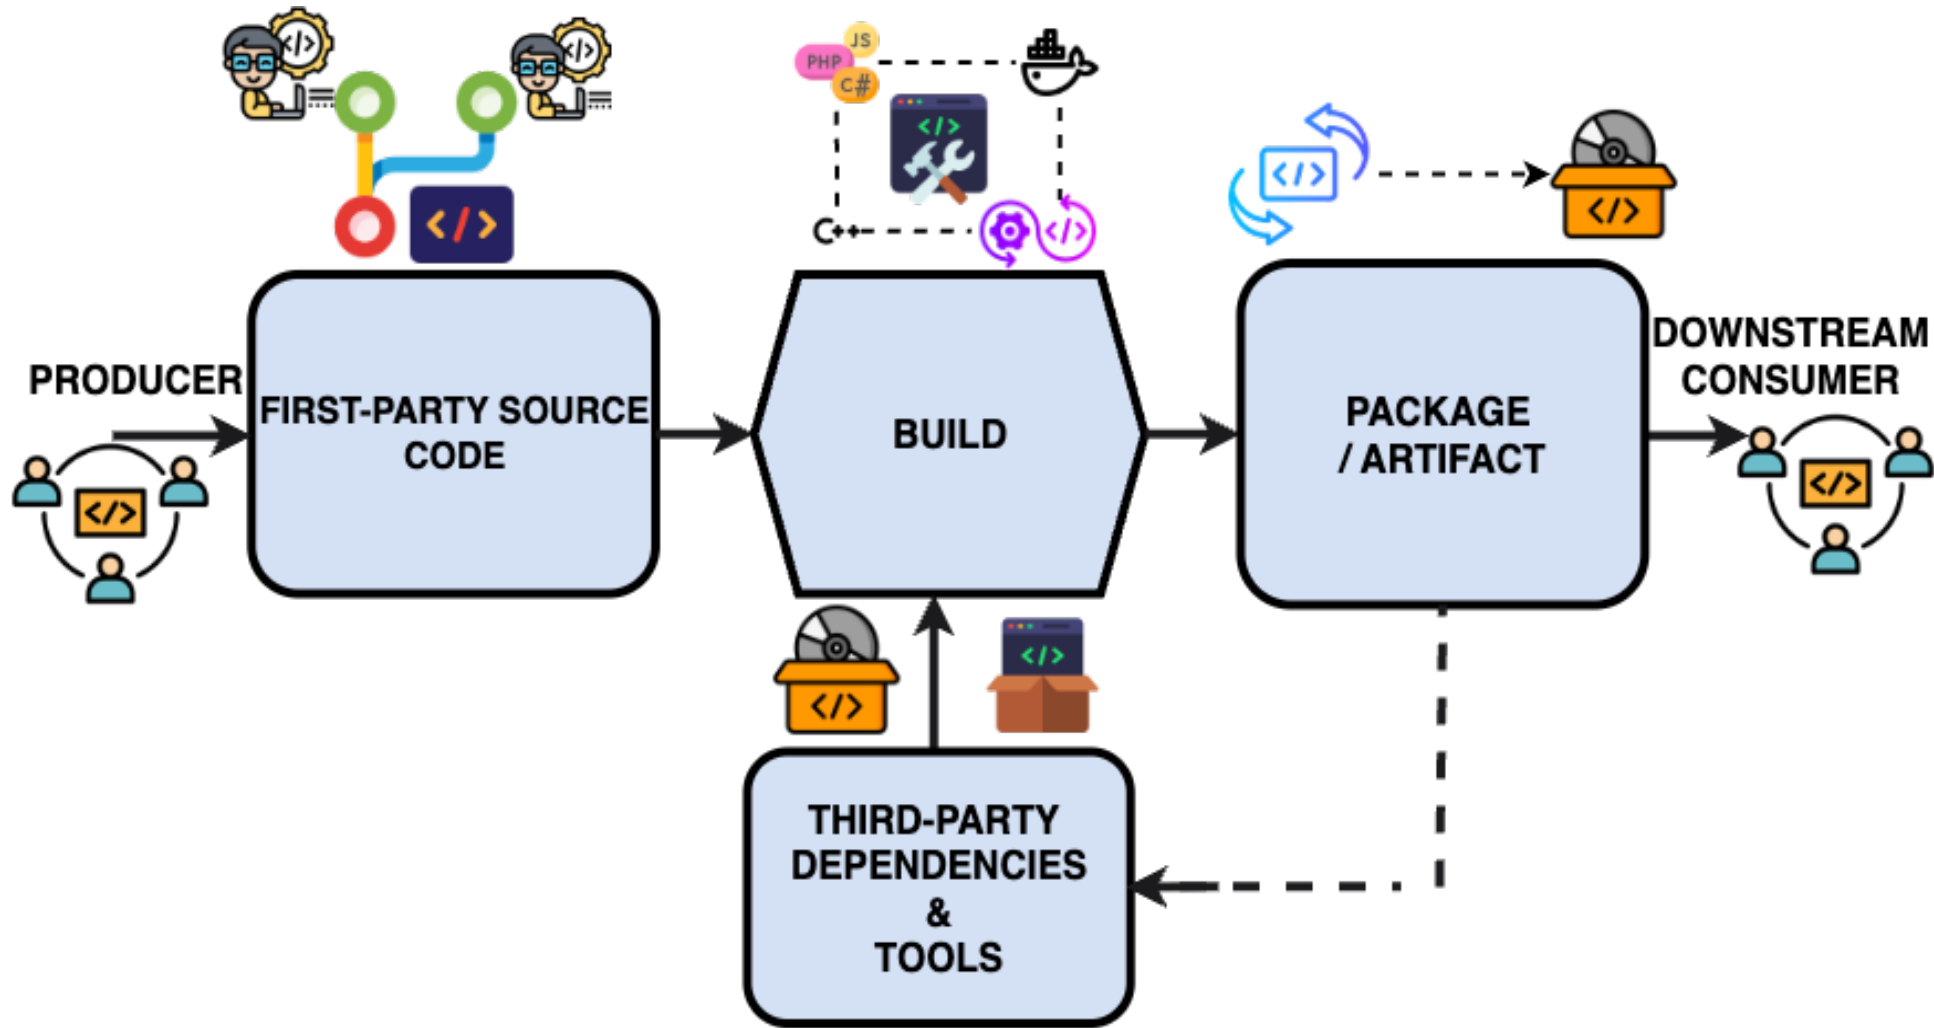 </>
</>
JS
PHP
C#
</>
C++
</>
</>
</>
</>
PRODUCER
</>
FIRST-PARTY SOURCE
CODE
BUILD
PACKAGE
/ ARTIFACT
DOWNSTREAM
CONSUMER
</>
</>
</>
THIRD-PARTY
DEPENDENCIES
&
TOOLS